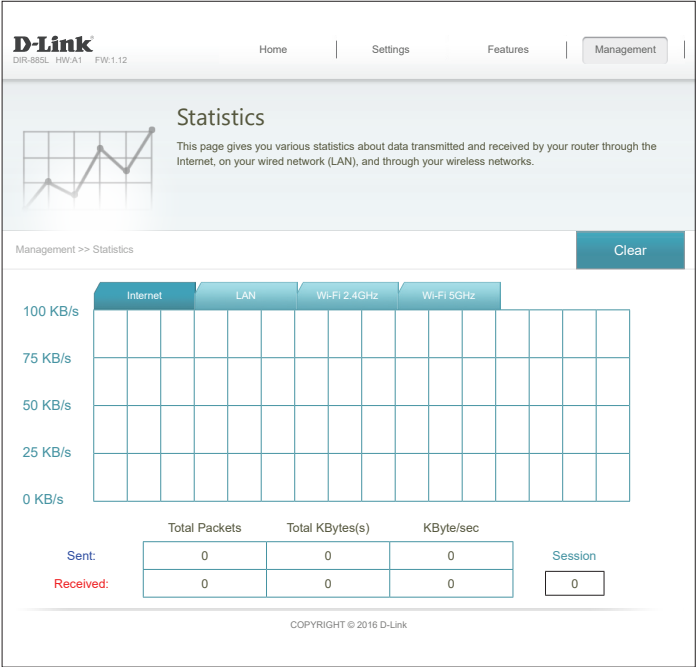 D-Link
DIR-885L HW:A1 FW:1.12
Home Settings Features Management
Statistics
This page gives you various statistics about data transmitted and received by your router through the
Internet, on your wired network (LAN), and through your wireless networks.
Management >> Statistics
Clear
Internet LAN Wi-Fi 2.4GHz Wi-Fi 5GHz
100 KB/s
75 KB/s
50 KB/s
25 KB/s
0 KB/s
Total Packets Total KBytes(s) KByte/sec
Sent: 0 0 0 Session
Received: 0 0 0 0
COPYRIGHT © 2016 D-Link